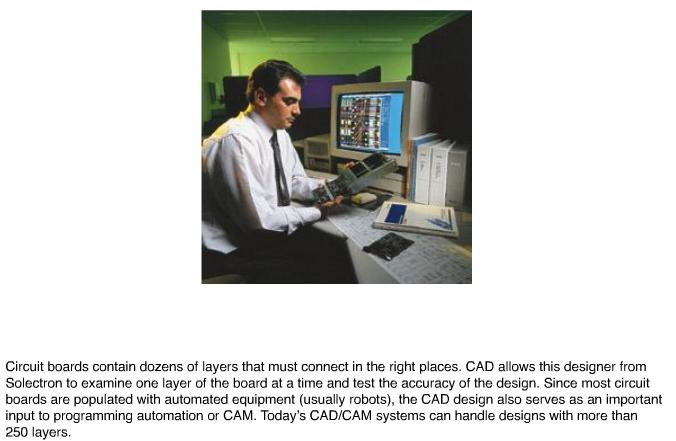 Circuit boards contain dozens of layers that must connect in the right places. CAD allows this designer from
Solectron to examine one layer of the board at a time and test the accuracy of the design. Since most circuit
boards are populated with automated equipment (usually robots), the CAD design also serves as an important
input to programming automation or CAM. Today’s CAD/CAM systems can handle designs with more than
250 layers.